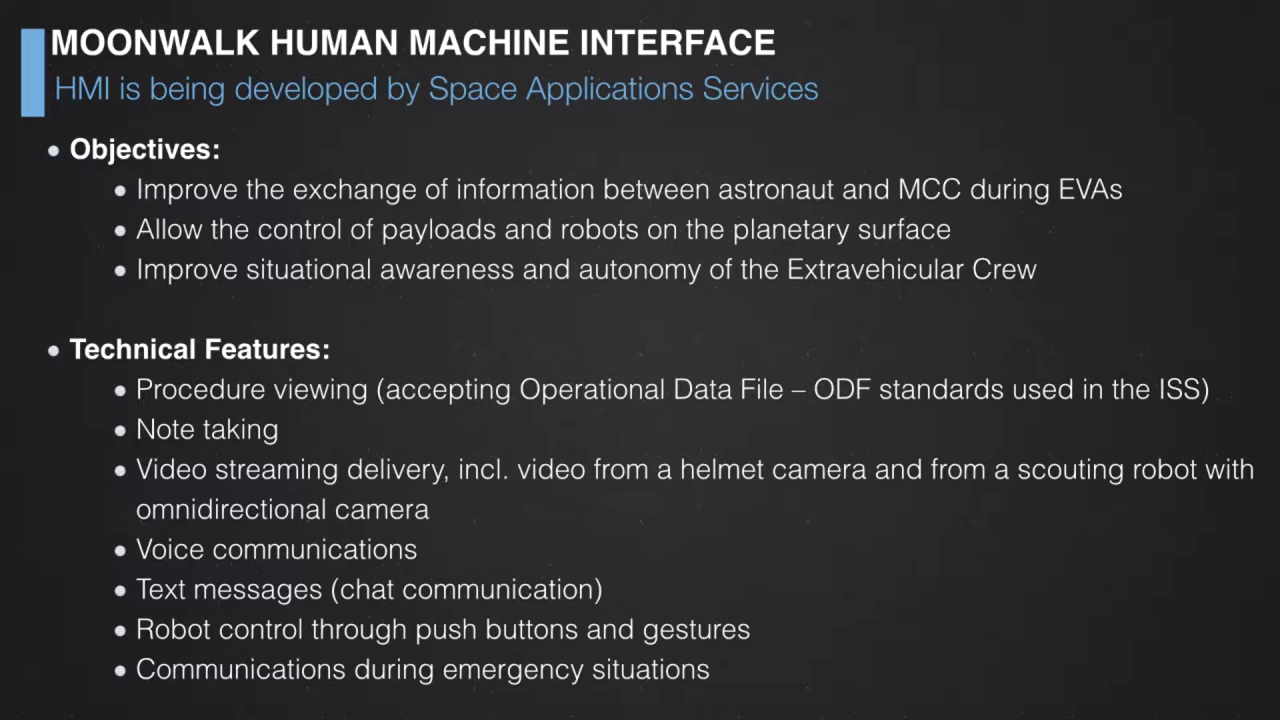 MOONWALK HUMAN MACHINE INTERFACE
HMI is being developed by Space Applications Services
• Objectives:
• Improve the exchange of information between astronaut and MCC during EVAs
• Allow the control of payloads and robots on the planetary surface
• Improve situational awareness and autonomy of the Extravehicular Crew
• Technical Features:
• Procedure viewing (accepting Operational Data File – ODF standards used in the ISS)
• Note taking
• Video streaming delivery, incl. video from a helmet camera and from a scouting robot with
omnidirectional camera
• Voice communications
• Text messages (chat communication)
• Robot control through push buttons and gestures
• Communications during emergency situations